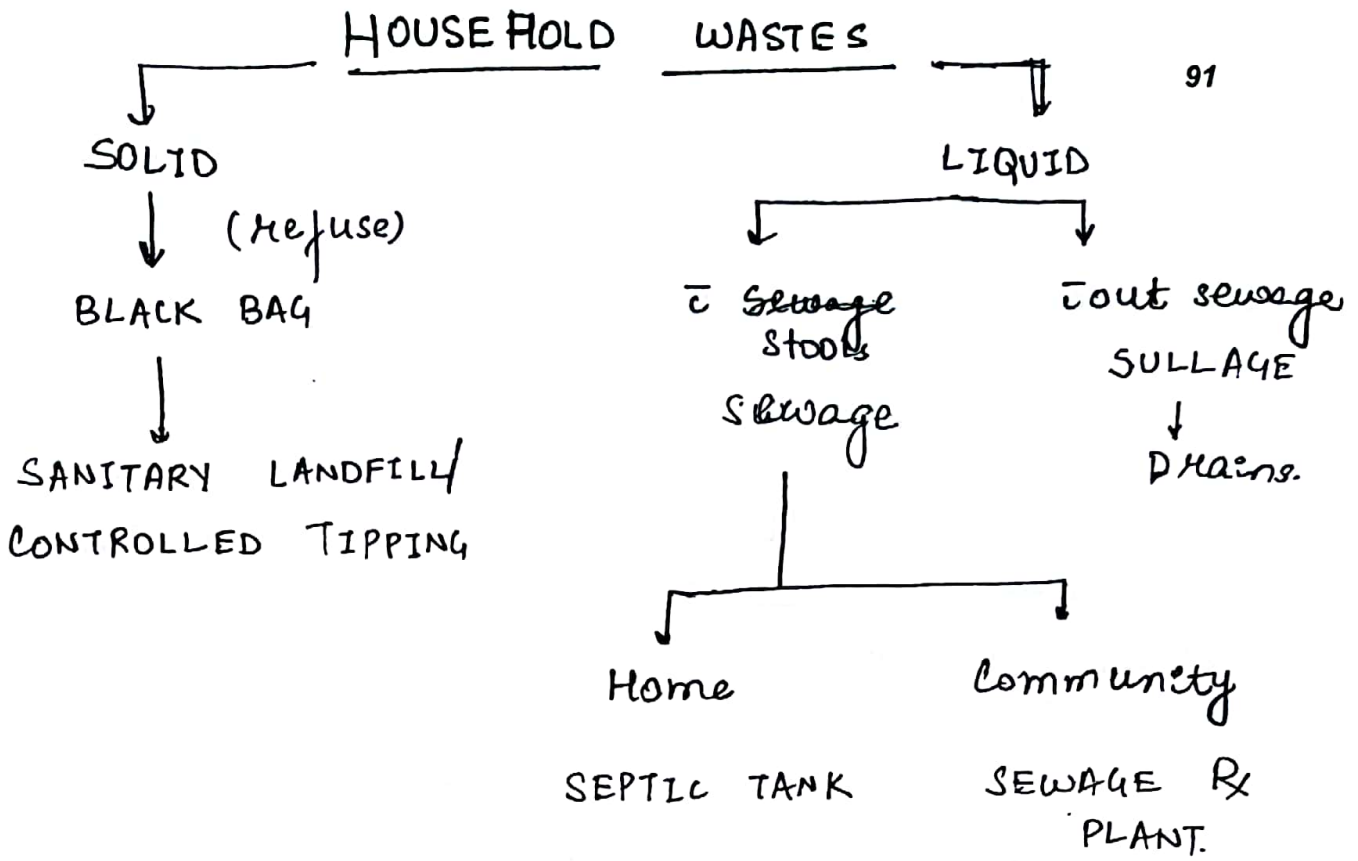 HOUSEHOLD WASTES
91
SOLID
LIQUID
(refuse)
BLACK BAG
c̄ Sewage
stools
sewage
c̄out sewage
SULLAGE
Drains.
SANITARY LANDFILL/
CONTROLLED TIPPING
Home
Community
SEPTIC TANK
SEWAGE Rx
PLANT.